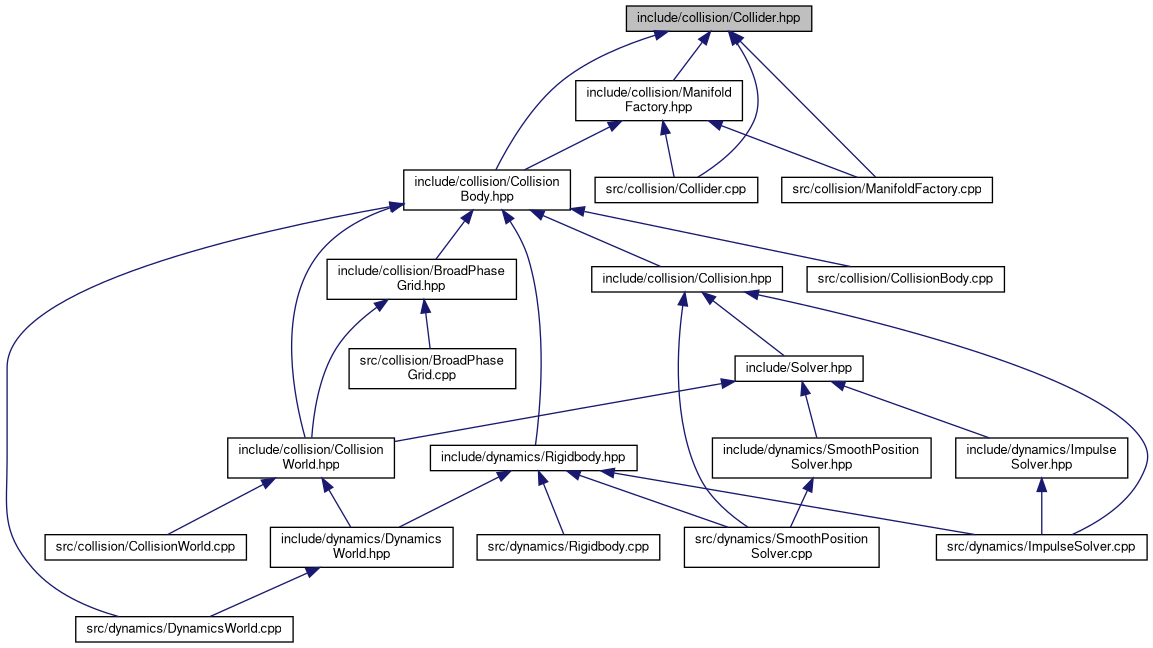 include/collision/Collider.hpp
include/collision/Manifold
Factory.hpp
include/collision/Collision
Body.hpp
src/collision/Collider.cpp
src/collision/ManifoldFactory.cpp
include/collision/BroadPhase
Grid.hpp
include/collision/Collision.hpp
src/collision/CollisionBody.cpp
src/collision/BroadPhase
Grid.cpp
include/Solver.hpp
include/collision/Collision
World.hpp
include/dynamics/Rigidbody.hpp
include/dynamics/SmoothPosition
Solver.hpp
include/dynamics/Impulse
Solver.hpp
src/collision/CollisionWorld.cpp
include/dynamics/Dynamics
World.hpp
src/dynamics/Rigidbody.cpp
src/dynamics/SmoothPosition
Solver.cpp
src/dynamics/ImpulseSolver.cpp
src/dynamics/DynamicsWorld.cpp